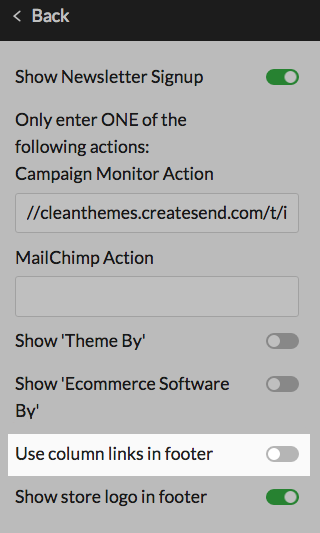 Back
Show Newsletter Signup
Only enter ONE of the
following actions:
Campaign Monitor Action
//cleanthemes.createsend.com/t/i
MailChimp Action
Show 'Theme By'
Show 'Ecommerce Software
By'
Use column links in footer
Show store logo in footer